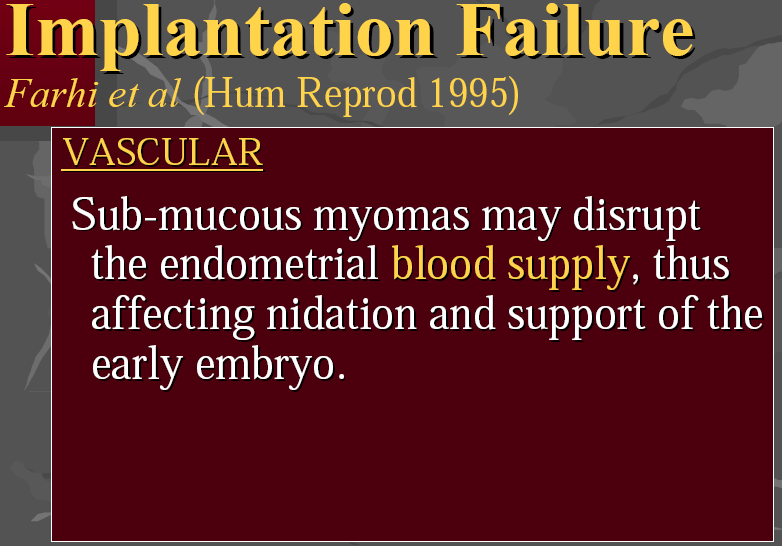 Implantation Failure
Farhi et al (Hum Reprod 1995)
VASCULAR
Sub-mucous myomas may disrupt
the endometrial blood supply, thus
affecting nidation and support of the
early embryo.